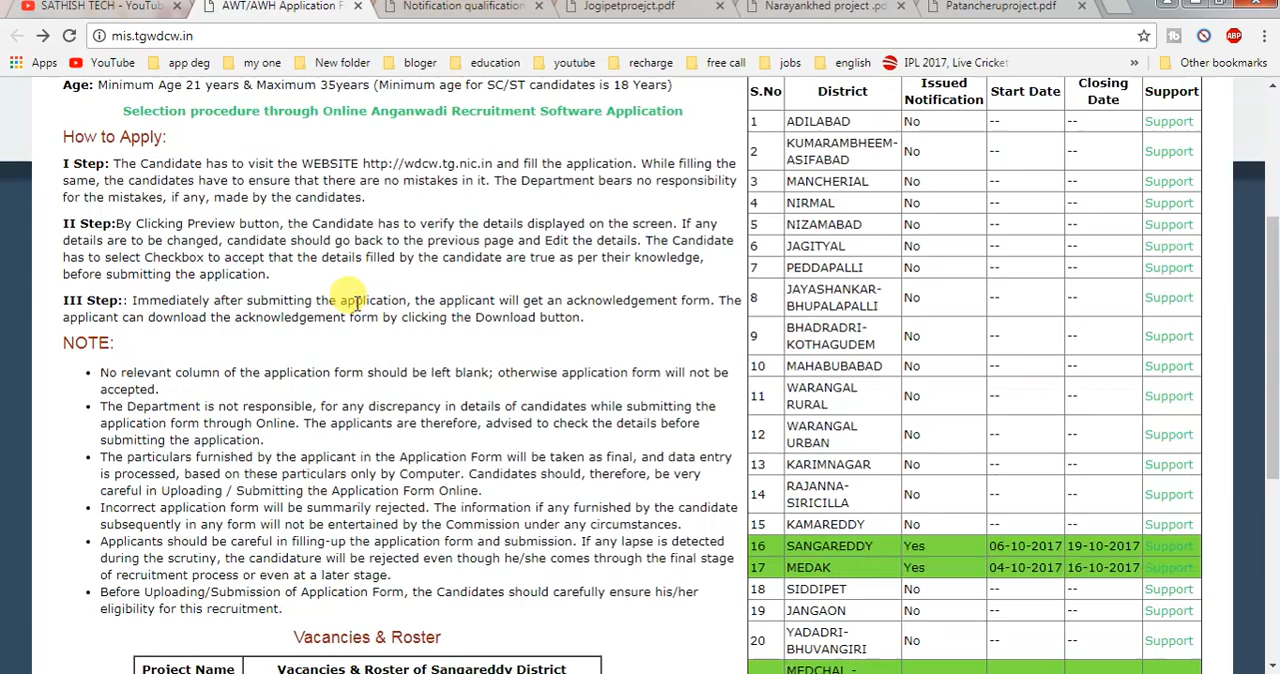 SATHISH TECH - YouTub
AWT/AWH Application F
Notification qualification
Jogipetproejct.pdf
Narayankhed project .p
Patancheruproject.pdf
mis.tgwdcw.in
Apps YouTube appdeg my one New folder bloger education youtube recharge free call jobs english IPL 2017, Live Cricket » Other bookmarks
Age: Minimum Age 21 years & Maximum 35years (Minimum age for SC/ST candidates is 18 Years)
Selection procedure through Online Anganwadi Recruitment Software Application
How to Apply:
I Step: The Candidate has to visit the WEBSITE http://wdcw.tg.nic.in and fill the application. While filling the
same, the candidates have to ensure that there are no mistakes in it. The Department bears no responsibility
for the mistakes, if any, made by the candidates.
II Step:By Clicking Preview button, the Candidate has to verify the details displayed on the screen. If any
details are to be changed, candidate should go back to the previous page and Edit the details. The Candidate
has to select Checkbox to accept that the details filled by the candidate are true as per their knowledge,
before submitting the application.
III Step:: Immediately after submitting the application, the applicant will get an acknowledgement form. The
applicant can download the acknowledgement form by clicking the Download button.
NOTE:
• No relevant column of the application form should be left blank; otherwise application form will not be
accepted.
• The Department is not responsible, for any discrepancy in details of candidates while submitting the
application form through Online. The applicants are therefore, advised to check the details before
submitting the application.
• The particulars furnished by the applicant in the Application Form will be taken as final, and data entry
is processed, based on these particulars only by Computer. Candidates should, therefore, be very
careful in Uploading / Submitting the Application Form Online.
• Incorrect application form will be summarily rejected. The information if any furnished by the candidate
subsequently in any form will not be entertained by the Commission under any circumstances.
• Applicants should be careful in filling-up the application form and submission. If any lapse is detected
during the scrutiny, the candidature will be rejected even though he/she comes through the final stage
of recruitment process or even at a later stage.
• Before Uploading/Submission of Application Form, the Candidates should carefully ensure his/her
eligibility for this recruitment.
Vacancies & Roster
Project Name Vacancies & Roster of Sangareddy District
S.No District Issued Notification Start Date Closing Date Support
1 ADILABAD No -- -- Support
2 KUMARAMBHEEM-ASIFABAD No -- -- Support
3 MANCHERIAL No -- -- Support
4 NIRMAL No -- -- Support
5 NIZAMABAD No -- -- Support
6 JAGITYAL No -- -- Support
7 PEDDAPALLI No -- -- Support
8 JAYASHANKAR-BHUPALAPALLI No -- -- Support
9 BHADRADRI-KOTHAGUDEM No -- -- Support
10 MAHABUBABAD No -- -- Support
11 WARANGAL RURAL No -- -- Support
12 WARANGAL URBAN No -- -- Support
13 KARIMNAGAR No -- -- Support
14 RAJANNA-SIRICILLA No -- -- Support
15 KAMAREDDY No -- -- Support
16 SANGAREDDY Yes 06-10-2017 19-10-2017 Support
17 MEDAK Yes 04-10-2017 16-10-2017 Support
18 SIDDIPET No -- -- Support
19 JANGAON No -- -- Support
20 YADADRI-BHUVANGIRI No -- -- Support
MEDCHAL -